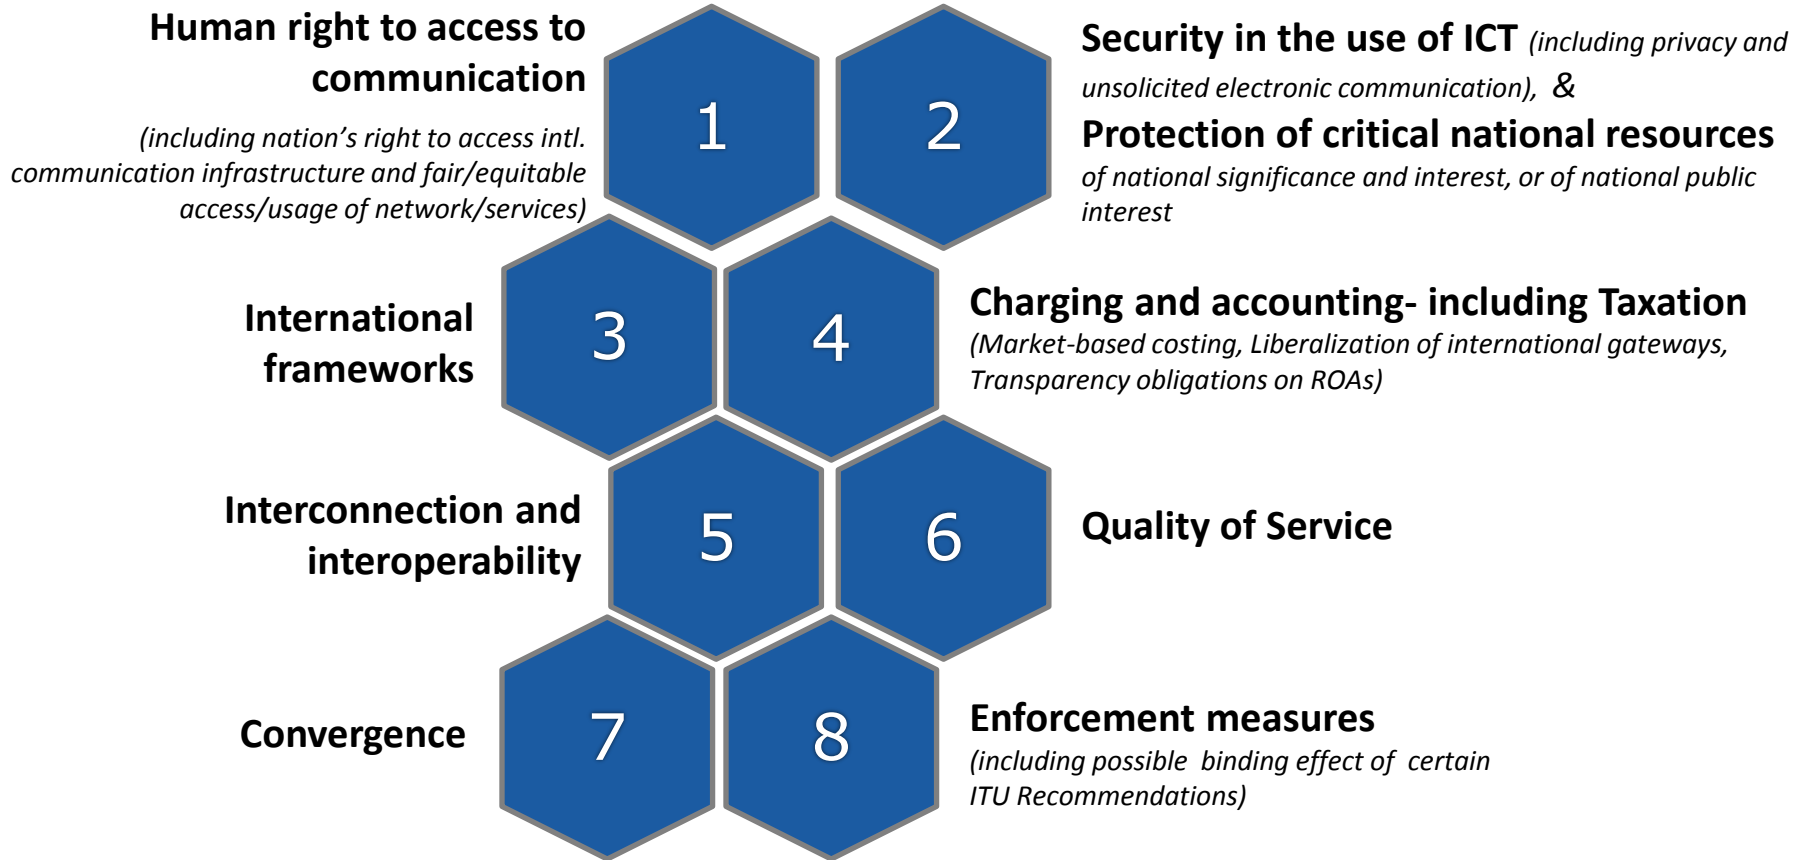 Human right to access to
communication
(including nation’s right to access intl.
communication infrastructure and fair/equitable
access/usage of network/services)
1
2
Security in the use of ICT (including privacy and
unsolicited electronic communication), &
Protection of critical national resources
of national significance and interest, or of national public
interest
International
frameworks
3
4
Charging and accounting- including Taxation
(Market-based costing, Liberalization of international gateways,
Transparency obligations on ROAs)
Interconnection and
interoperability
5
6
Quality of Service
Convergence
7
8
Enforcement measures
(including possible binding effect of certain
ITU Recommendations)